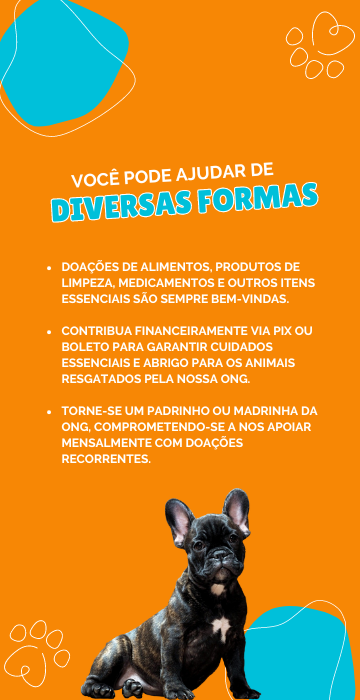 VOCÊ PODE AJUDAR DE
DIVERSAS FORMAS
• DOAÇÕES DE ALIMENTOS, PRODUTOS DE
LIMPEZA, MEDICAMENTOS E OUTROS ITENS
ESSENCIAIS SÃO SEMPRE BEM-VINDAS.
• CONTRIBUA FINANCEIRAMENTE VIA PIX OU
BOLETO PARA GARANTIR CUIDADOS
ESSENCIAIS E ABRIGO PARA OS ANIMAIS
RESGATADOS PELA NOSSA ONG.
• TORNE-SE UM PADRINHO OU MADRINHA DA
ONG, COMPROMETENDO-SE A NOS APOIAR
MENSALMENTE COM DOAÇÕES
RECORRENTES.